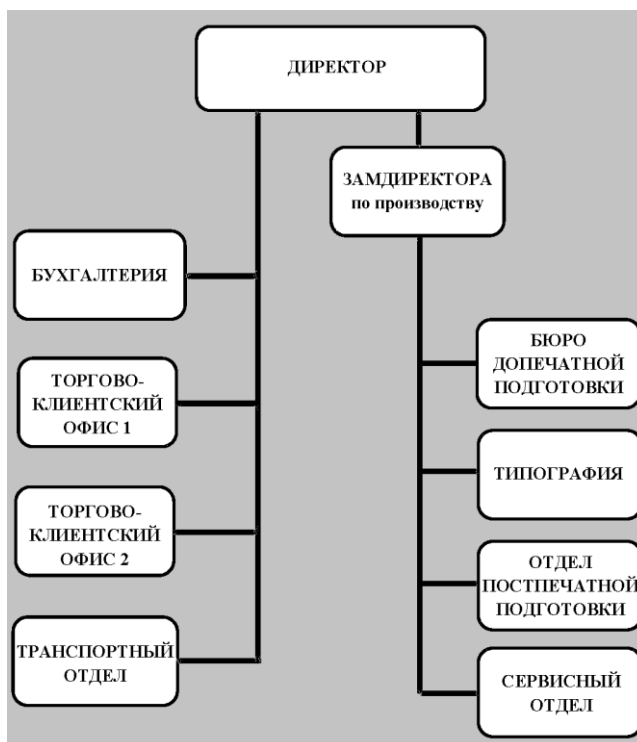 ДИРЕКТОР
ЗАМДИРЕКТОРА
по производству
БУХГАЛТЕРИЯ
ТОРГОВО-
КЛИЕНТСКИЙ
ОФИС 1
ТОРГОВО-
КЛИЕНТСКИЙ
ОФИС 2
ТРАНСПОРТНЫЙ
ОТДЕЛ
БЮРО
ДОПЕЧАТНОЙ
ПОДГОТОВКИ
ТИПОГРАФИЯ
ОТДЕЛ
ПОСТПЕЧАТНОЙ
ПОДГОТОВКИ
СЕРВИСНЫЙ
ОТДЕЛ